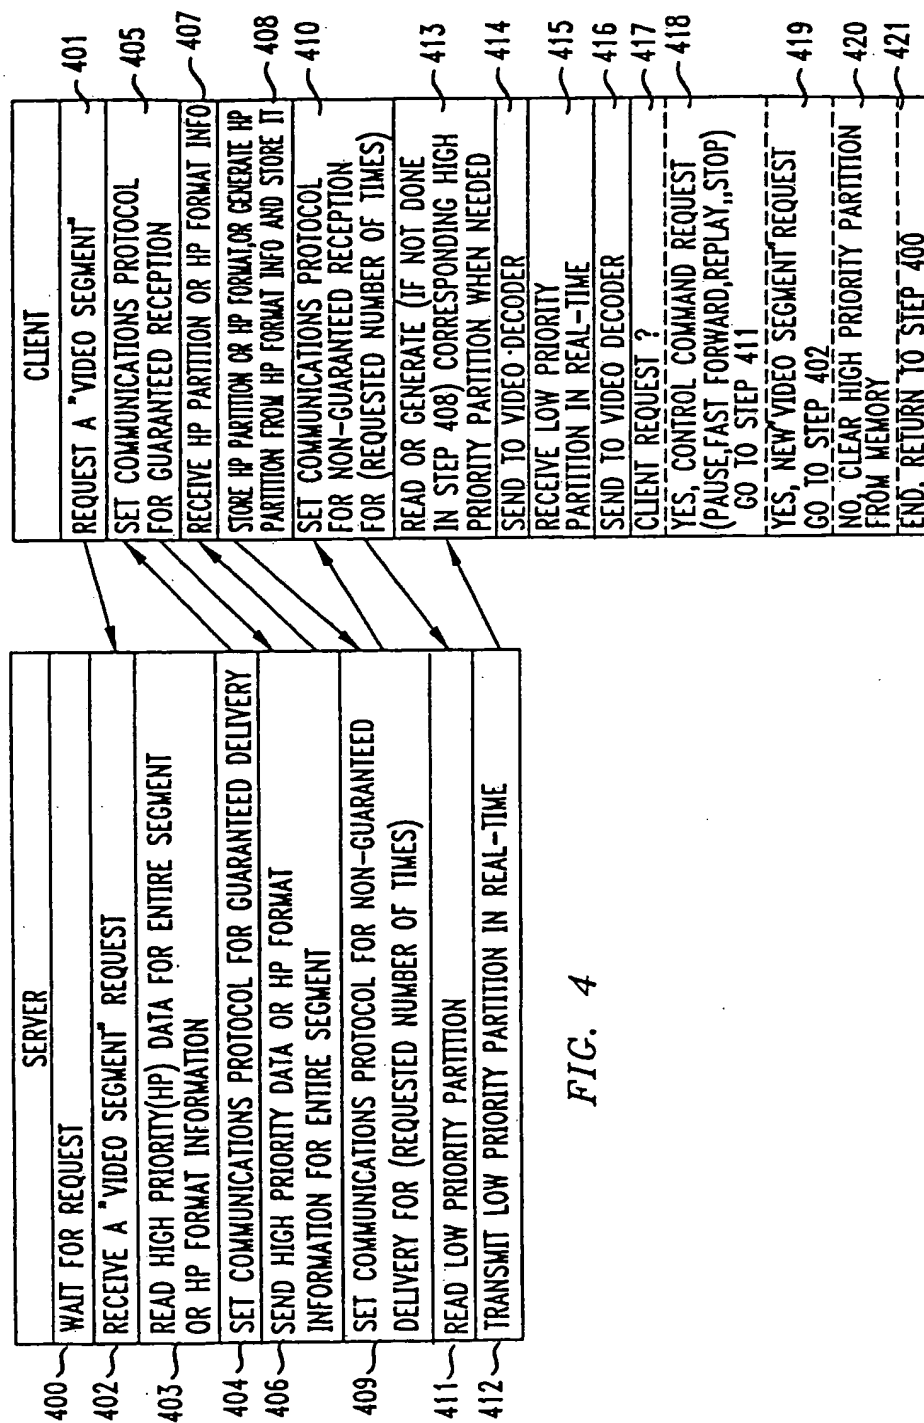 SERVER
400
WAIT FOR REQUEST
402
RECEIVE A "VIDEO SEGMENT" REQUEST
403
READ HIGH PRIORITY(HP) DATA FOR ENTIRE SEGMENT
OR HP FORMAT INFORMATION
404
SET COMMUNICATIONS PROTOCOL FOR GUARANTEED DELIVERY
406
SEND HIGH PRIORITY DATA OR HP FORMAT
INFORMATION FOR ENTIRE SEGMENT
409
SET COMMUNICATIONS PROTOCOL FOR NON-GUARANTEED
DELIVERY FOR (REQUESTED NUMBER OF TIMES)
411
READ LOW PRIORITY PARTITION
412
TRANSMIT LOW PRIORITY PARTITION IN REAL-TIME
CLIENT
REQUEST A "VIDEO SEGMENT"
401
SET COMMUNICATIONS PROTOCOL
FOR GUARANTEED RECEPTION
405
RECEIVE HP PARTITION OR HP FORMAT INFO
407
STORE HP PARTITION OR HP FORMAT,OR GENERATE HP
PARTITION FROM HP FORMAT INFO AND STORE IT
408
SET COMMUNICATIONS PROTOCOL
FOR NON-GUARANTEED RECEPTION
FOR (REQUESTED NUMBER OF TIMES)
410
READ OR GENERATE (IF NOT DONE
IN STEP 408) CORRESPONDING HIGH
PRIORITY PARTITION WHEN NEEDED
413
SEND TO VIDEO DECODER
414
RECEIVE LOW PRIORITY
PARTITION IN REAL-TIME
415
SEND TO VIDEO DECODER
416
CLIENT REQUEST ?
417
YES, CONTROL COMMAND REQUEST
(PAUSE,FAST FORWARD,REPLAY,,STOP)
GO TO STEP 411
418
YES, NEW"VIDEO SEGMENT"REQUEST
GO TO STEP 402
419
NO, CLEAR HIGH PRIORITY PARTITION
FROM MEMORY
420
END, RETURN TO STEP 400
421
FIG. 4